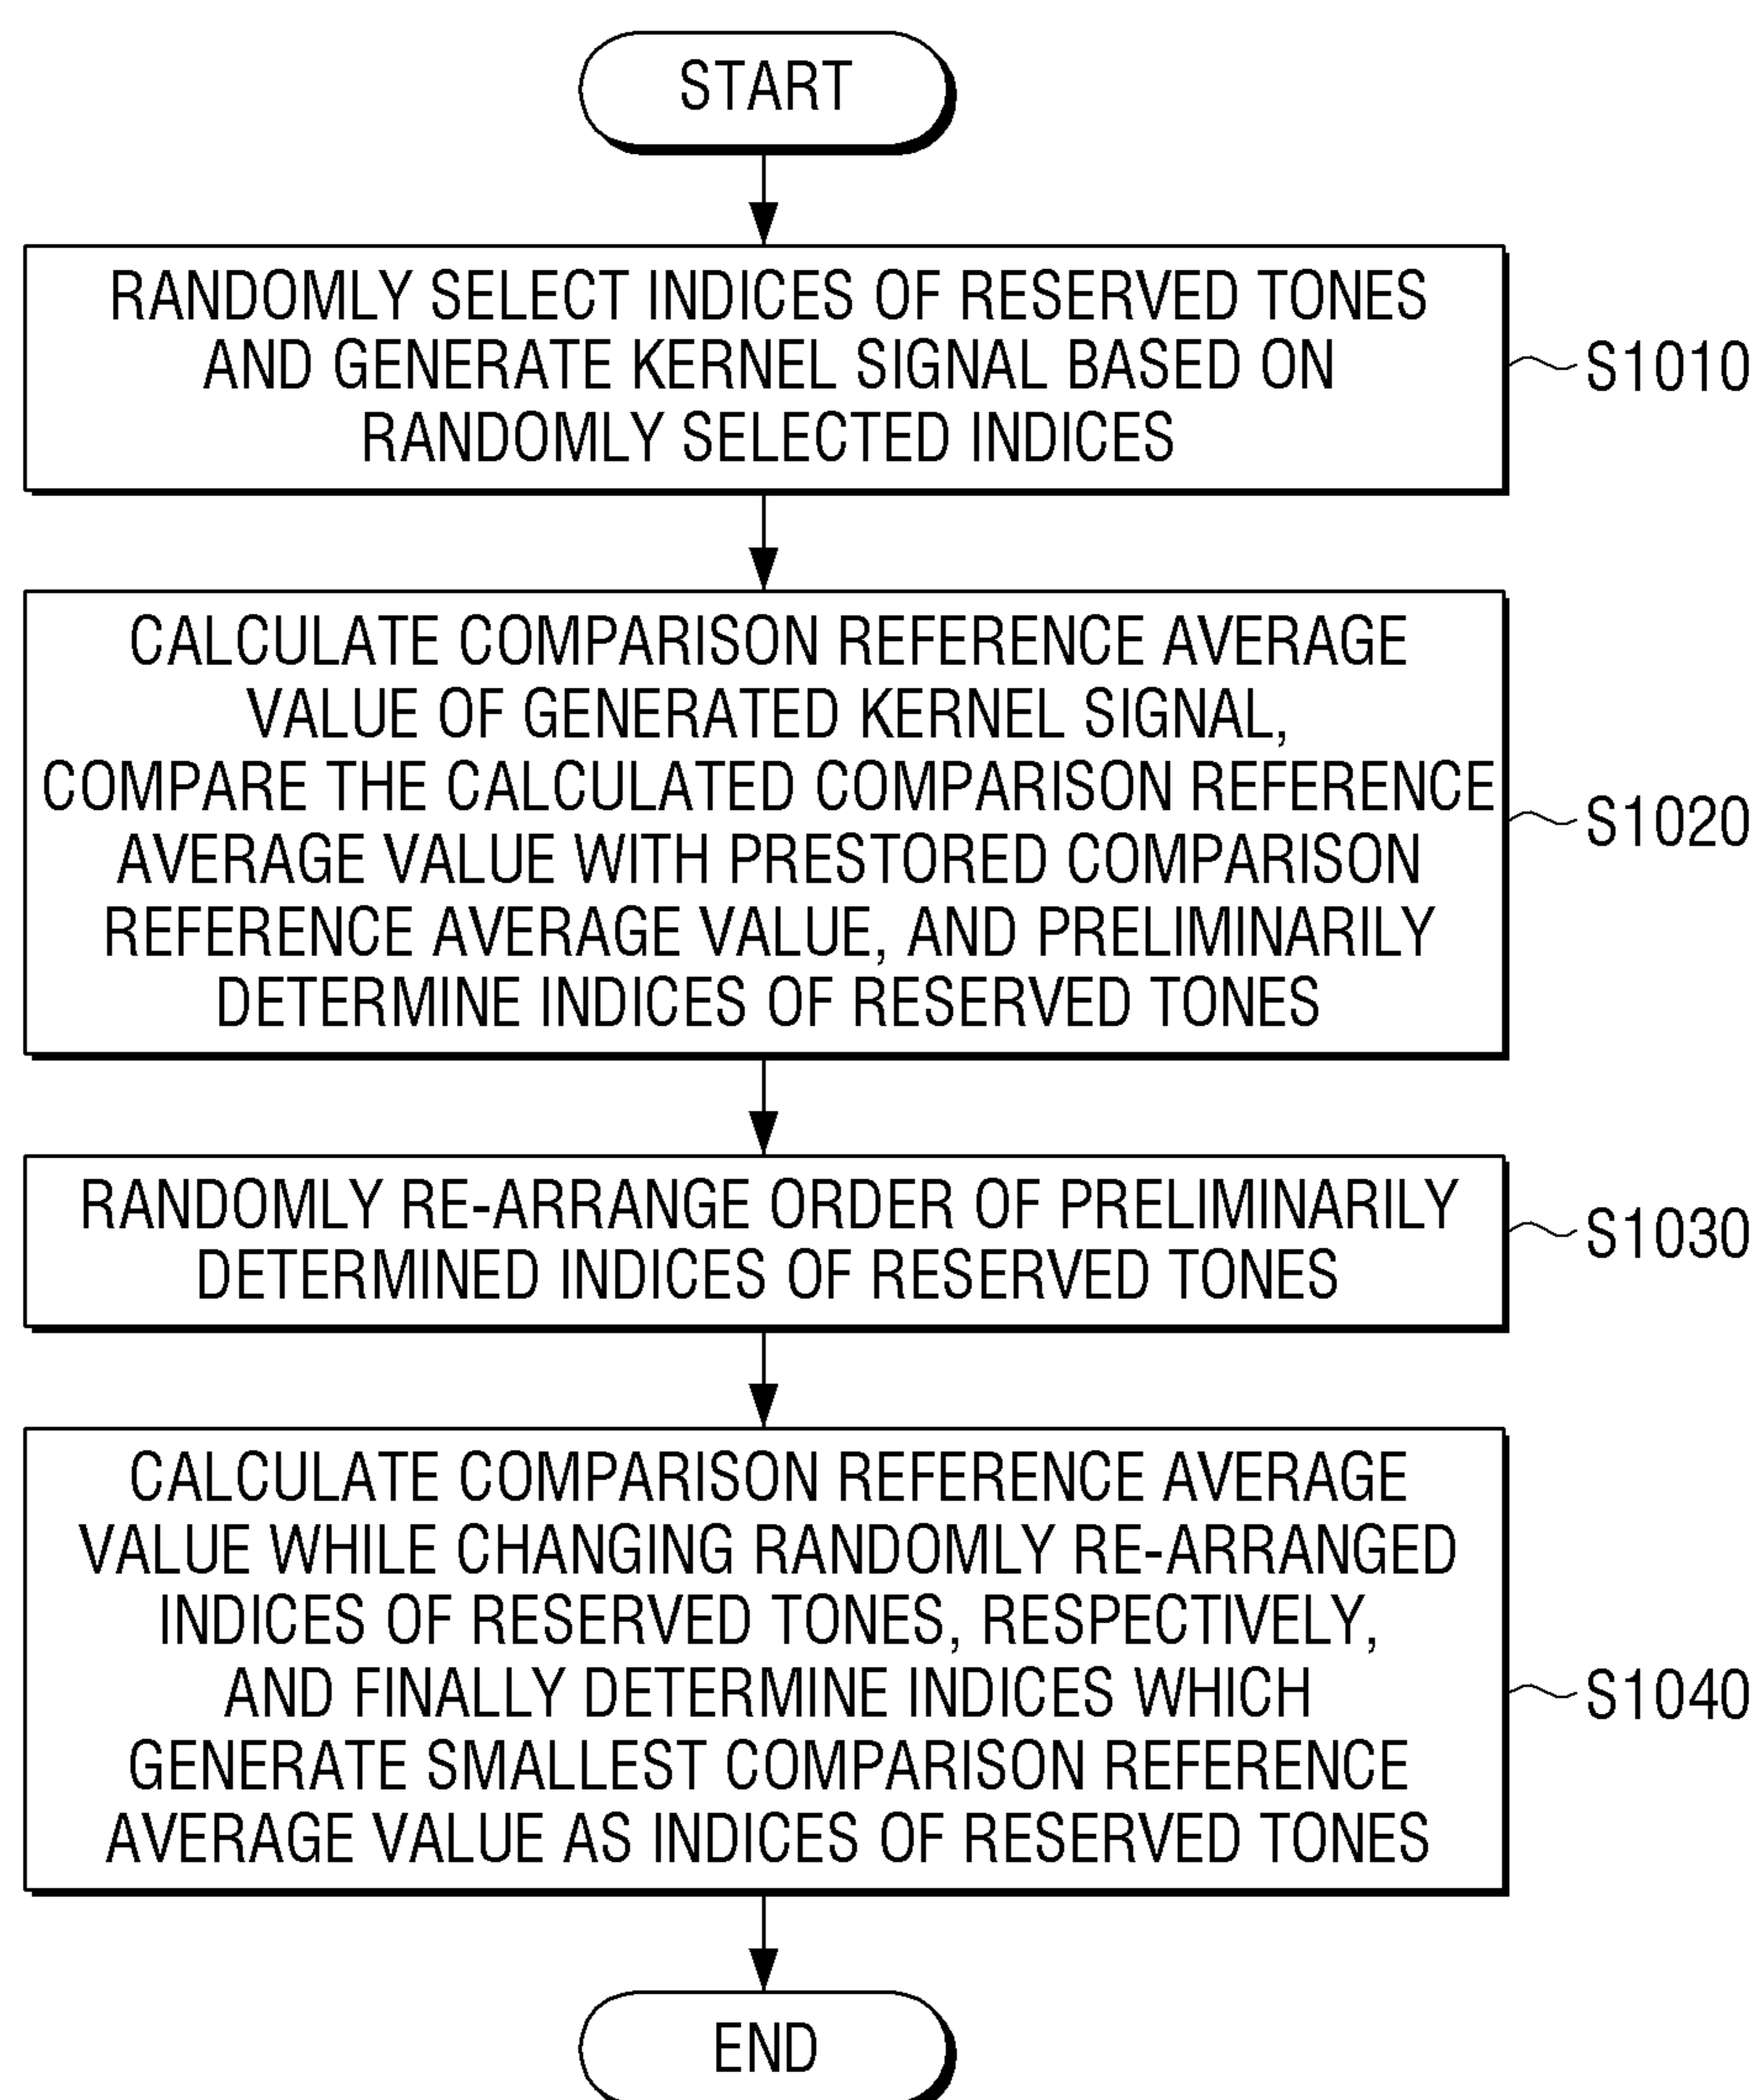 START
RANDOMLY SELECT INDICES OF RESERVED TONES
AND GENERATE KERNEL SIGNAL BASED ON
RANDOMLY SELECTED INDICES
S1010
CALCULATE COMPARISON REFERENCE AVERAGE
VALUE OF GENERATED KERNEL SIGNAL,
COMPARE THE CALCULATED COMPARISON REFERENCE
AVERAGE VALUE WITH PRESTORED COMPARISON
REFERENCE AVERAGE VALUE, AND PRELIMINARILY
DETERMINE INDICES OF RESERVED TONES
S1020
RANDOMLY RE-ARRANGE ORDER OF PRELIMINARILY
DETERMINED INDICES OF RESERVED TONES
S1030
CALCULATE COMPARISON REFERENCE AVERAGE
VALUE WHILE CHANGING RANDOMLY RE-ARRANGED
INDICES OF RESERVED TONES, RESPECTIVELY,
AND FINALLY DETERMINE INDICES WHICH
GENERATE SMALLEST COMPARISON REFERENCE
AVERAGE VALUE AS INDICES OF RESERVED TONES
S1040
END